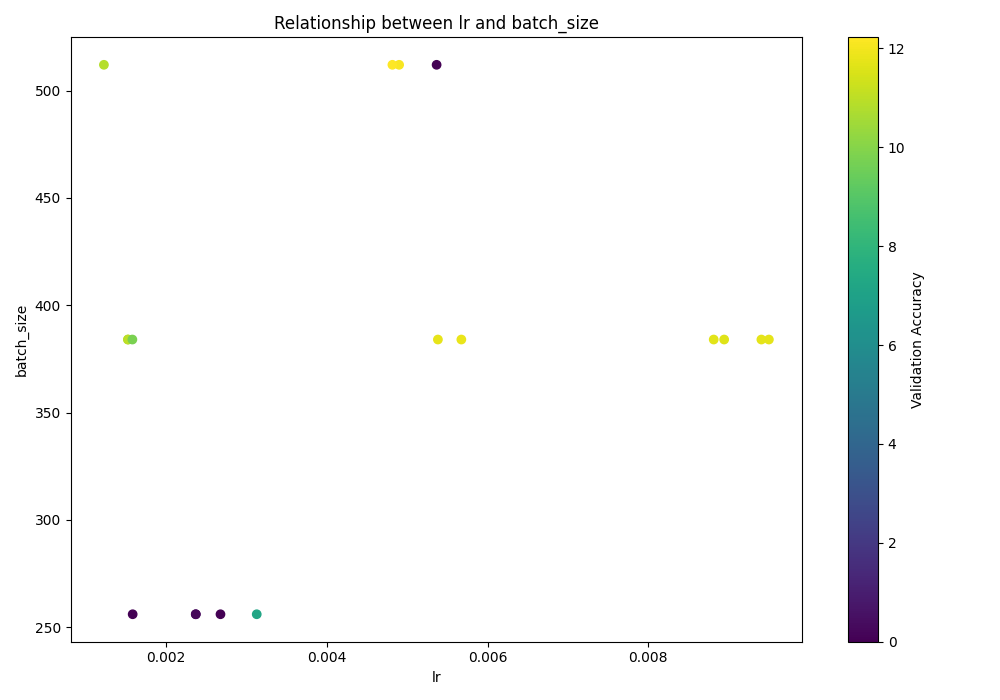 Relationship between lr and batch_size
500
450
400
350
300
250
batch_size
0.002 0.004 0.006 0.008
lr
12
10
8
6
4
2
0
Validation Accuracy